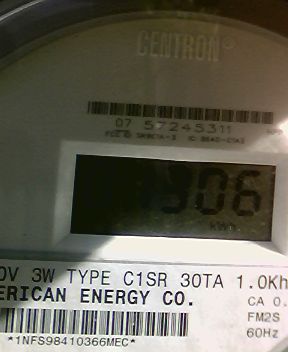 CENTRON®
07 57245311
306
kWh
0V 3W TYPE C1SR 30TA 1.0Kh
ERICAN ENERGY CO.
CA 0.
FM2S
60Hz
*1NFS98410366MEC*